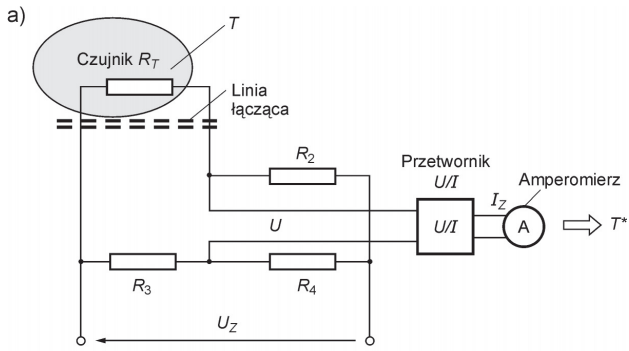 a)
T
Czujnik R_T
Linia
łącząca
R_2
Przetwornik
U/I
Amperomierz
I_Z
U/I
A
T*
U
R_3
R_4
U_Z